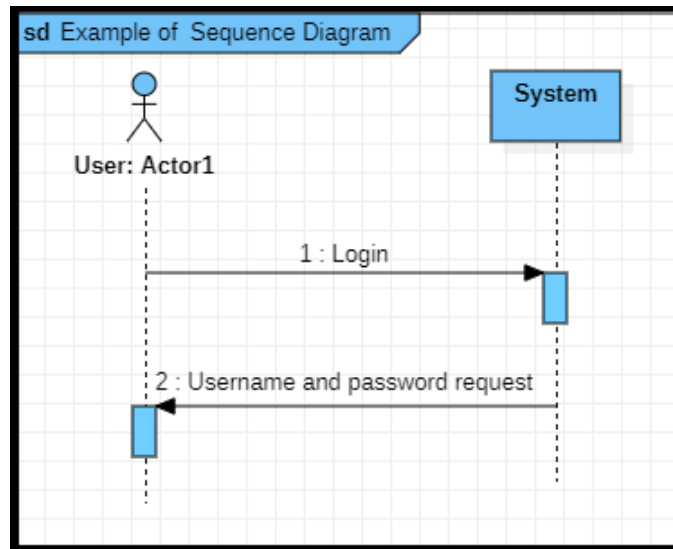 sd Example of Sequence Diagram
System
User: Actor1
1 : Login
2 : Username and password request